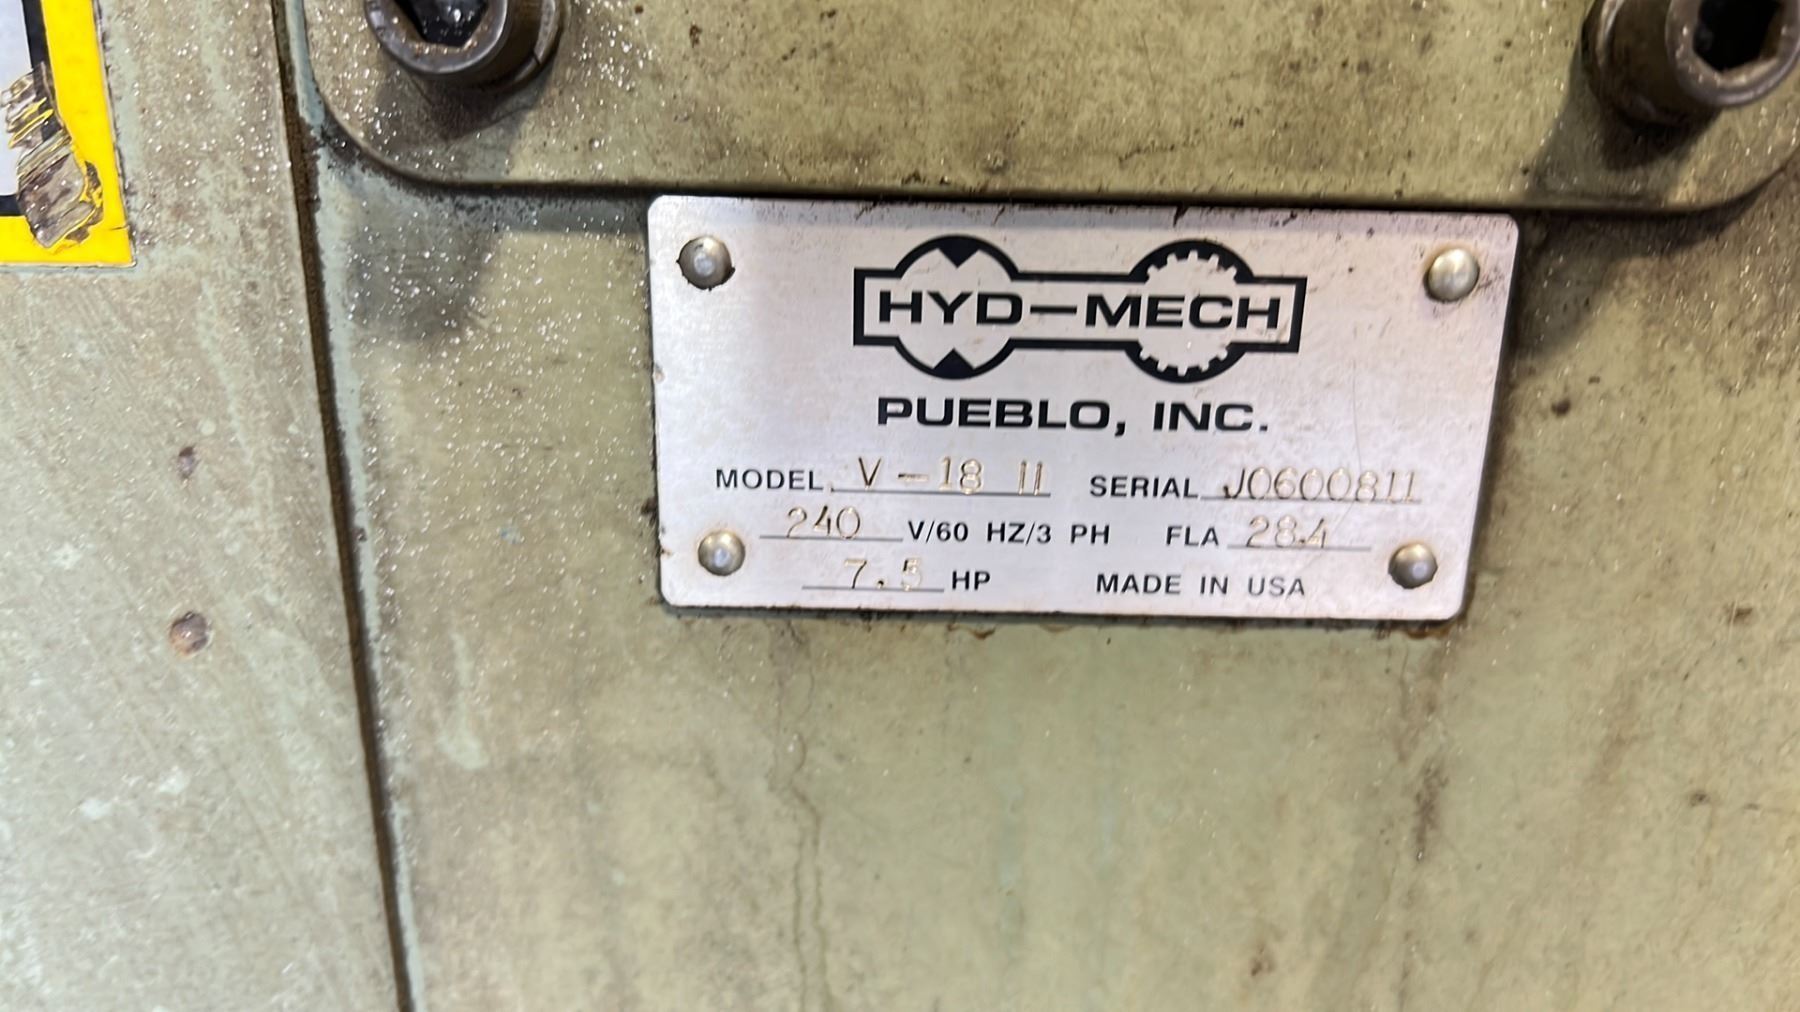 HYD-MECH
PUEBLO, INC.
MODEL V-18 II SERIAL J0600811
240 V/60 HZ/3 PH FLA 28.4
7.5 HP MADE IN USA